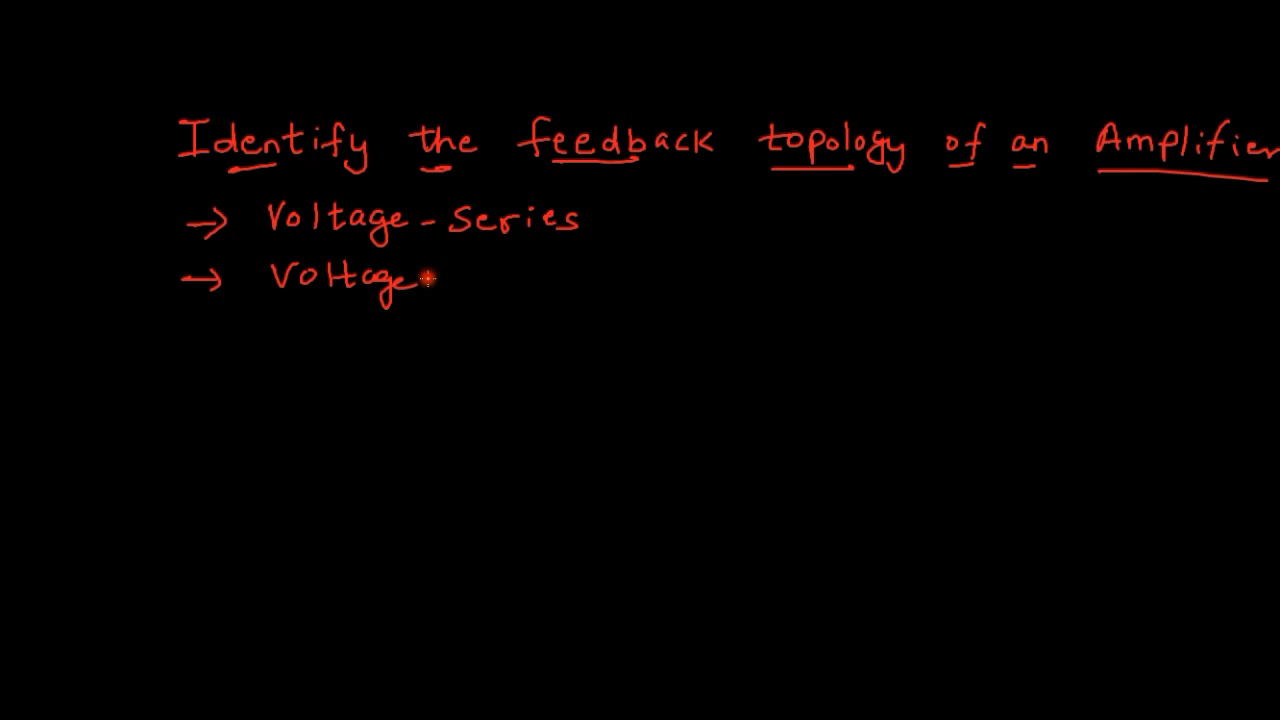 Identify the feedback topology of an Amplifier
→ Voltage - Series
→ Voltage